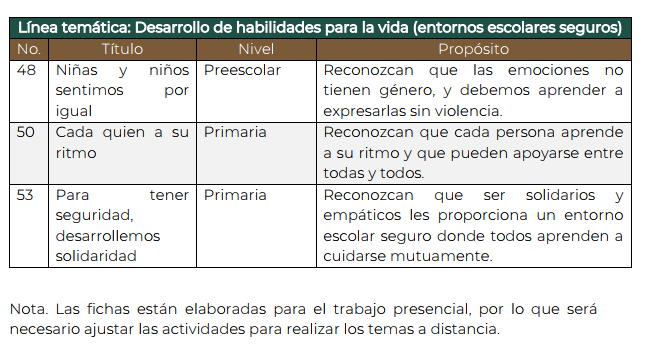 Línea temática: Desarrollo de habilidades para la vida (entornos escolares seguros)
No. Título Nivel Propósito
48 Niñas y niños Preescolar Reconozcan que las emociones no
sentimos por tienen género, y debemos aprender a
igual expresarlas sin violencia.
50 Cada quien a su Primaria Reconozcan que cada persona aprende
ritmo a su ritmo y que pueden apoyarse entre
todas y todos.
53 Para tener Primaria Reconozcan que ser solidarios y
seguridad, empáticos les proporciona un entorno
desarrollemos escolar seguro donde todos aprenden a
solidaridad cuidarse mutuamente.
Nota. Las fichas están elaboradas para el trabajo presencial, por lo que será
necesario ajustar las actividades para realizar los temas a distancia.